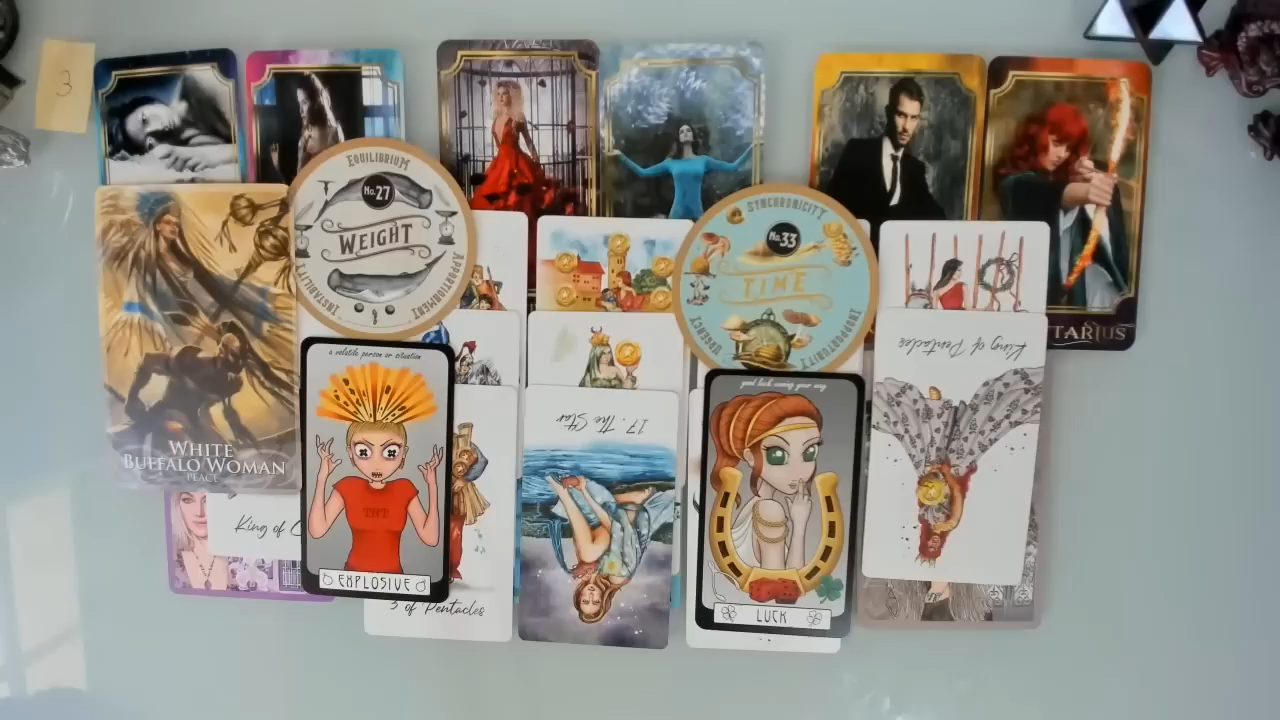 3
EQUILIBRIUM
No. 27
WEIGHT
INSTABILITY
APPORTIONMENT
SYNCHRONICITY
No. 33
TIME
URGENCY
INOPPORTUNITY
King of Pentacles
TARIUS
a volatile person or situation
good luck coming your way
17. The Star
WHITE
BUFFALO WOMAN
PEACE
TNT
King of C
EXPLOSIVE
of Pentacles
LUCK